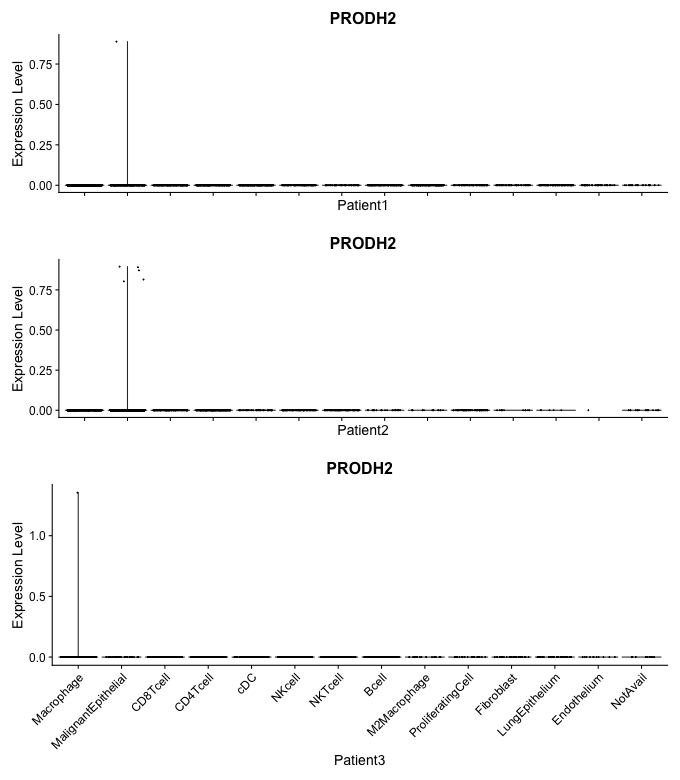 PRODH2
Expression Level
0.75
0.50
0.25
0.00
Patient1
PRODH2
Expression Level
0.75
0.50
0.25
0.00
Patient2
PRODH2
Expression Level
1.0
0.5
0.0
Macrophage
MalignantEpithelial
CD8Tcell
CD4Tcell
cDC
NKcell
NKTcell
Bcell
M2Macrophage
ProliferatingCell
Fibroblast
LungEpithelium
Endothelium
NotAvail
Patient3